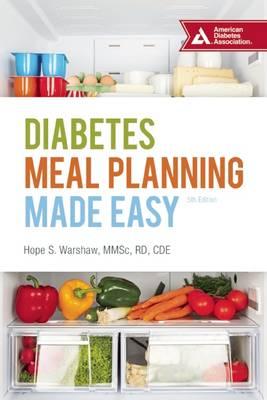 American
Diabetes
Association®
DIABETES
MEAL PLANNING
MADE EASY
5th Edition
Hope S. Warshaw, MMSc, RD, CDE